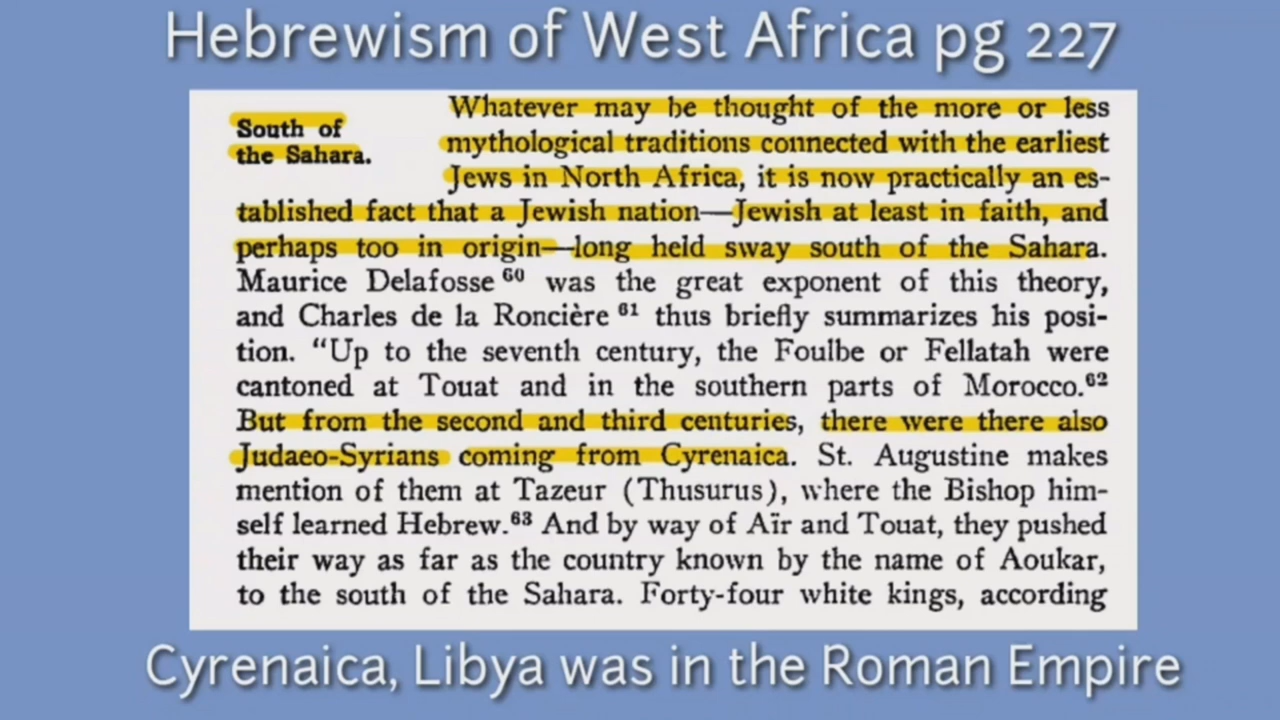 Hebrewism of West Africa pg 227
South of
the Sahara.
Whatever may be thought of the more or less
mythological traditions connected with the earliest
Jews in North Africa, it is now practically an es-
tablished fact that a Jewish nation—Jewish at least in faith, and
perhaps too in origin—long held sway south of the Sahara.
Maurice Delafosse ⁶⁰ was the great exponent of this theory,
and Charles de la Roncière ⁶¹ thus briefly summarizes his posi-
tion. “Up to the seventh century, the Foulbe or Fellatah were
cantoned at Touat and in the southern parts of Morocco.⁶²
But from the second and third centuries, there were there also
Judaeo-Syrians coming from Cyrenaica. St. Augustine makes
mention of them at Tazeur (Thusurus), where the Bishop him-
self learned Hebrew.⁶³ And by way of Aïr and Touat, they pushed
their way as far as the country known by the name of Aoukar,
to the south of the Sahara. Forty-four white kings, according
Cyrenaica, Libya was in the Roman Empire